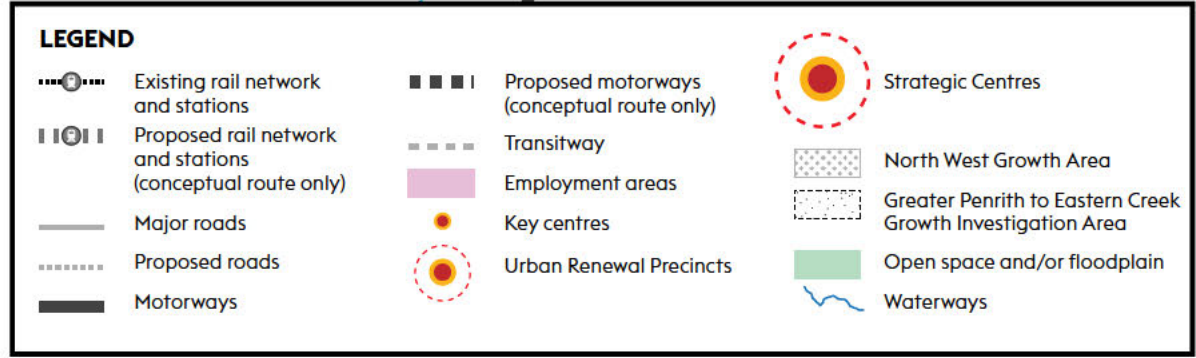 LEGEND
Existing rail network
and stations
Proposed rail network
and stations
(conceptual route only)
Major roads
Proposed roads
Motorways
Proposed motorways
(conceptual route only)
Transitway
Employment areas
Key centres
Urban Renewal Precincts
Strategic Centres
North West Growth Area
Greater Penrith to Eastern Creek
Growth Investigation Area
Open space and/or floodplain
Waterways